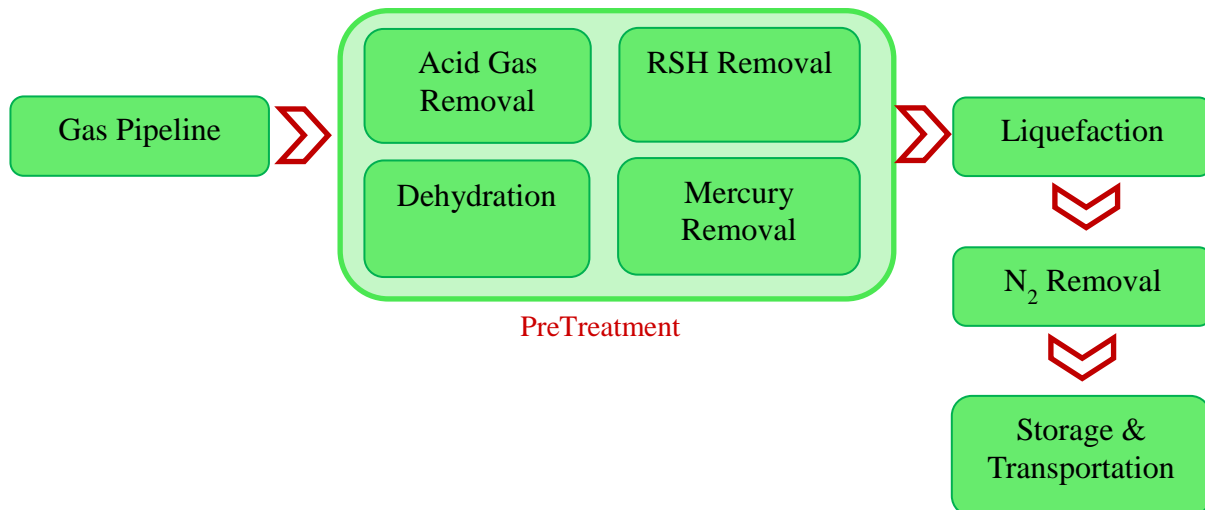 Gas Pipeline
Acid Gas
Removal
RSH Removal
Dehydration
Mercury
Removal
PreTreatment
Liquefaction
N₂ Removal
Storage &
Transportation